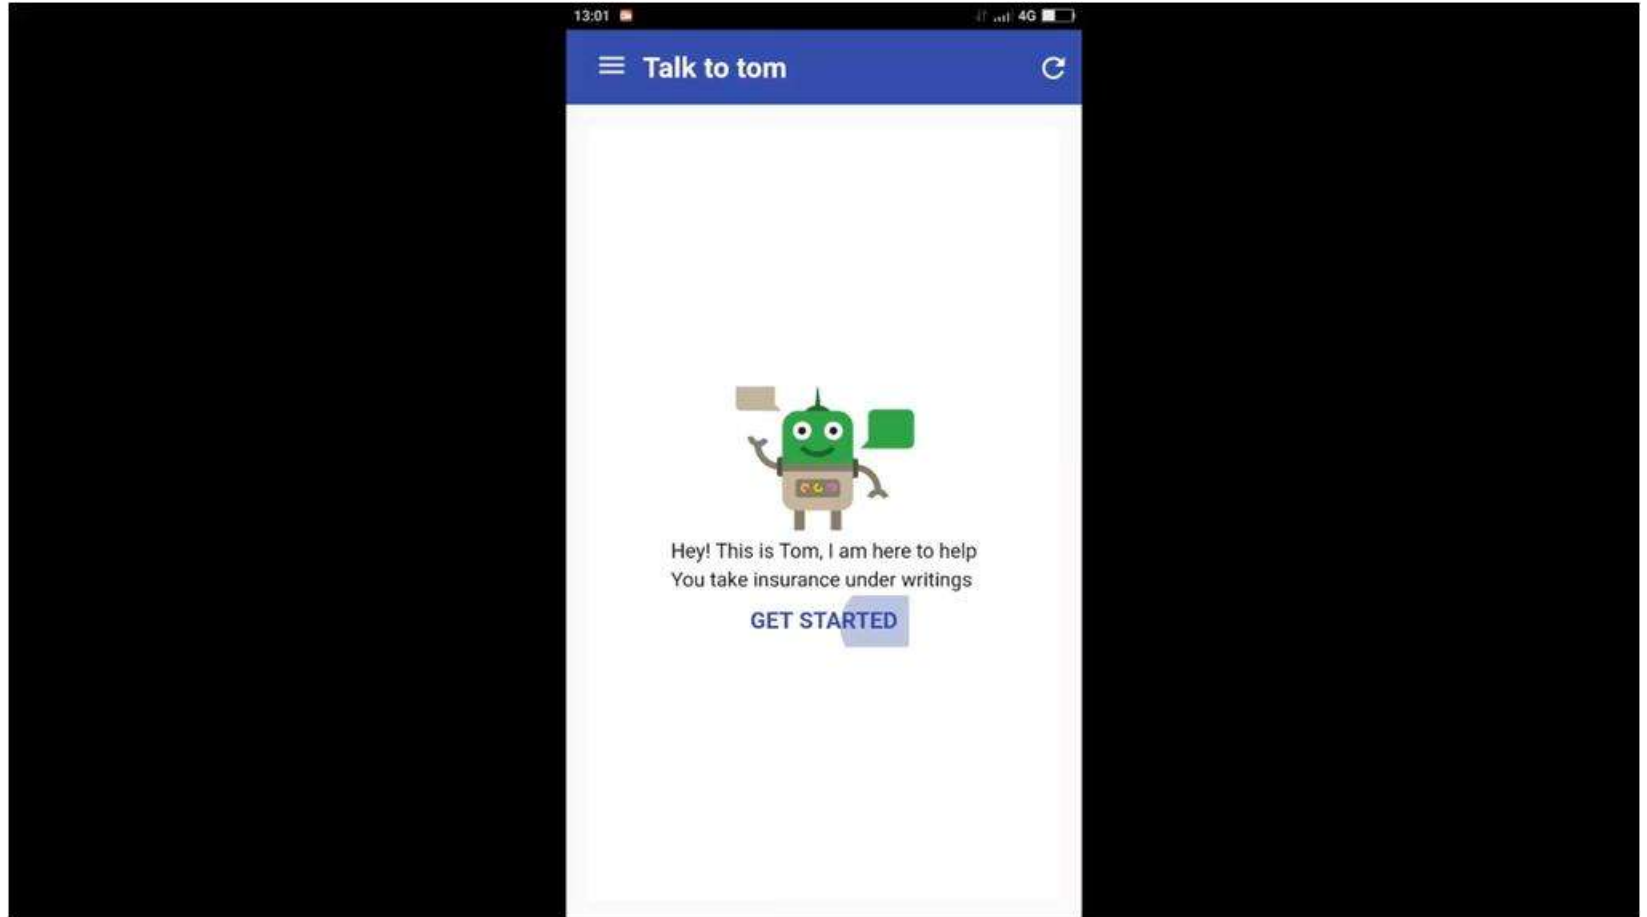 13:01
4G
Talk to tom
Hey! This is Tom, I am here to help
You take insurance under writings
GET STARTED